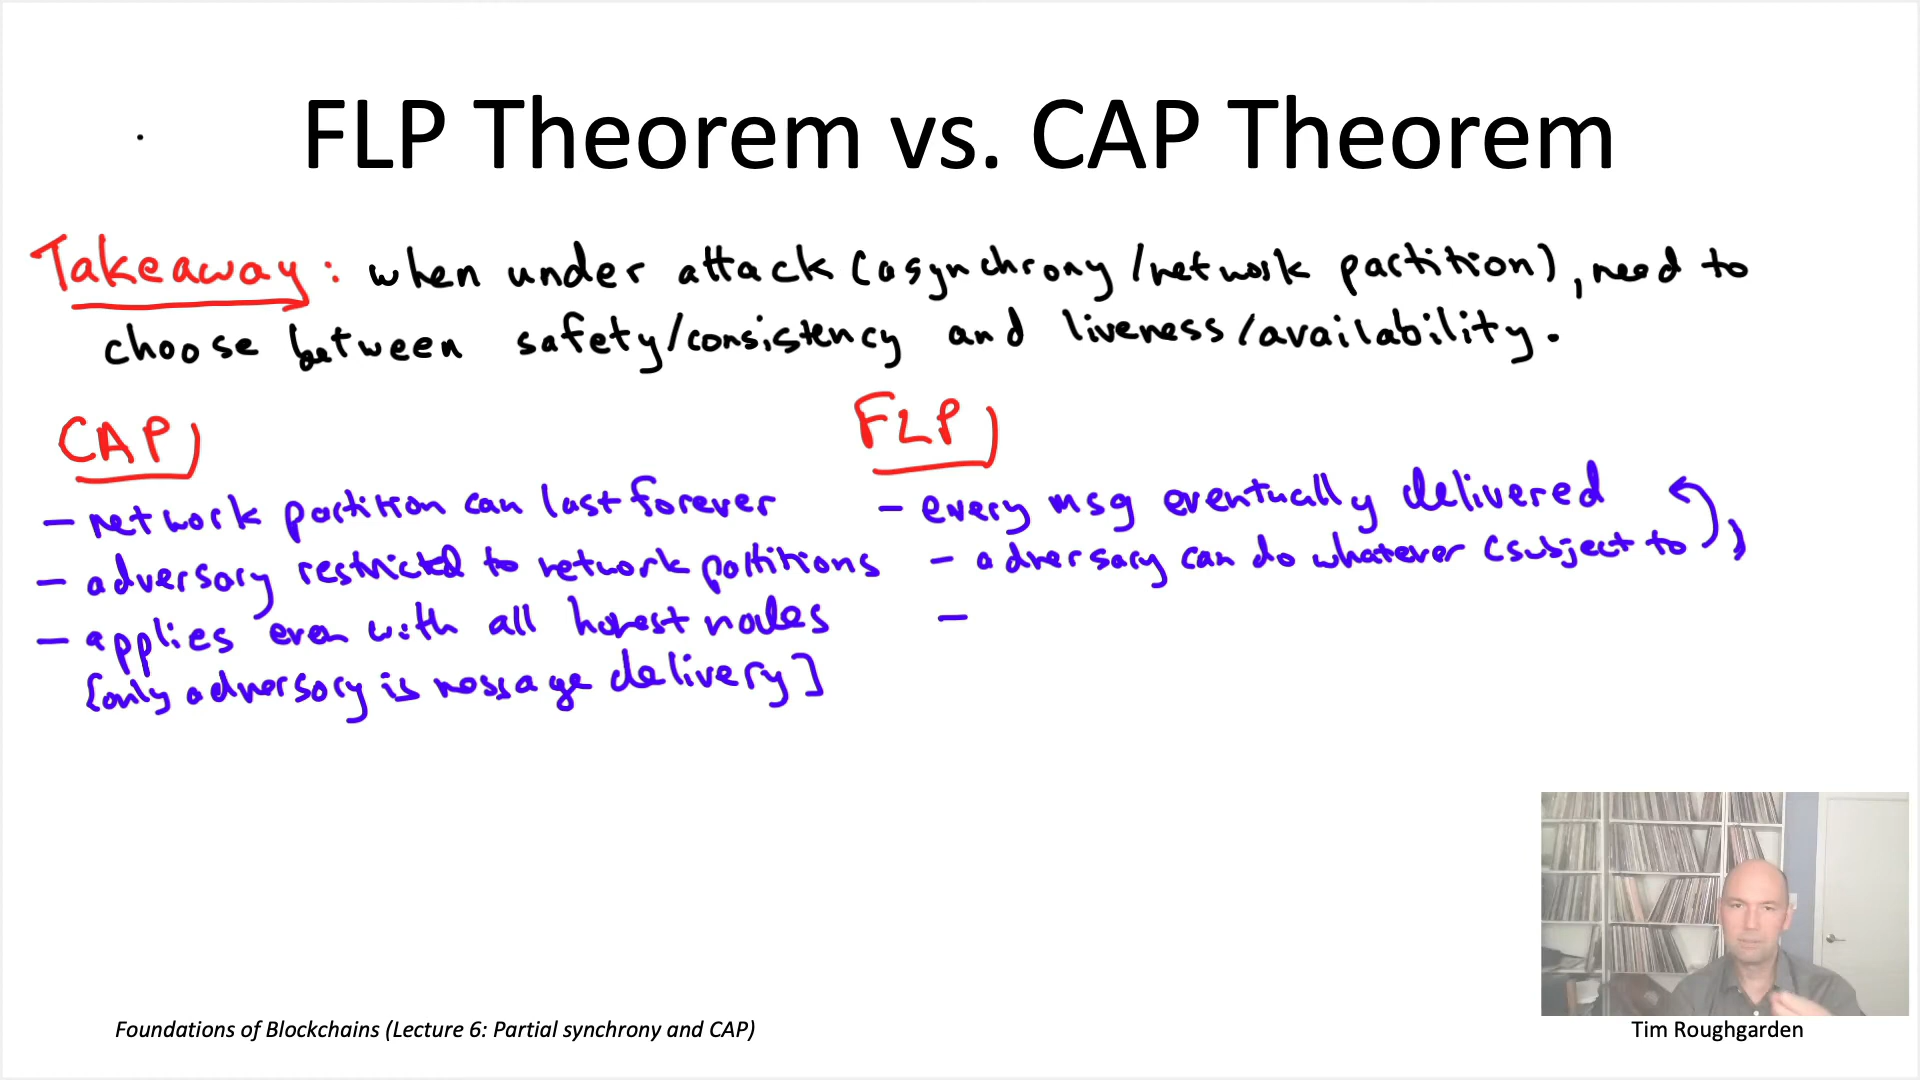 FLP Theorem vs. CAP Theorem
Takeaway: when under attack (asynchrony/network partition), need to
choose between safety/consistency and liveness/availability.
CAP
- network partition can last forever
- adversary restricted to network partitions
- applies even with all honest nodes
[only adversary is message delivery]
FLP
- every msg eventually delivered
- adversary can do whatever (subject to )
-
Foundations of Blockchains (Lecture 6: Partial synchrony and CAP)
Tim Roughgarden